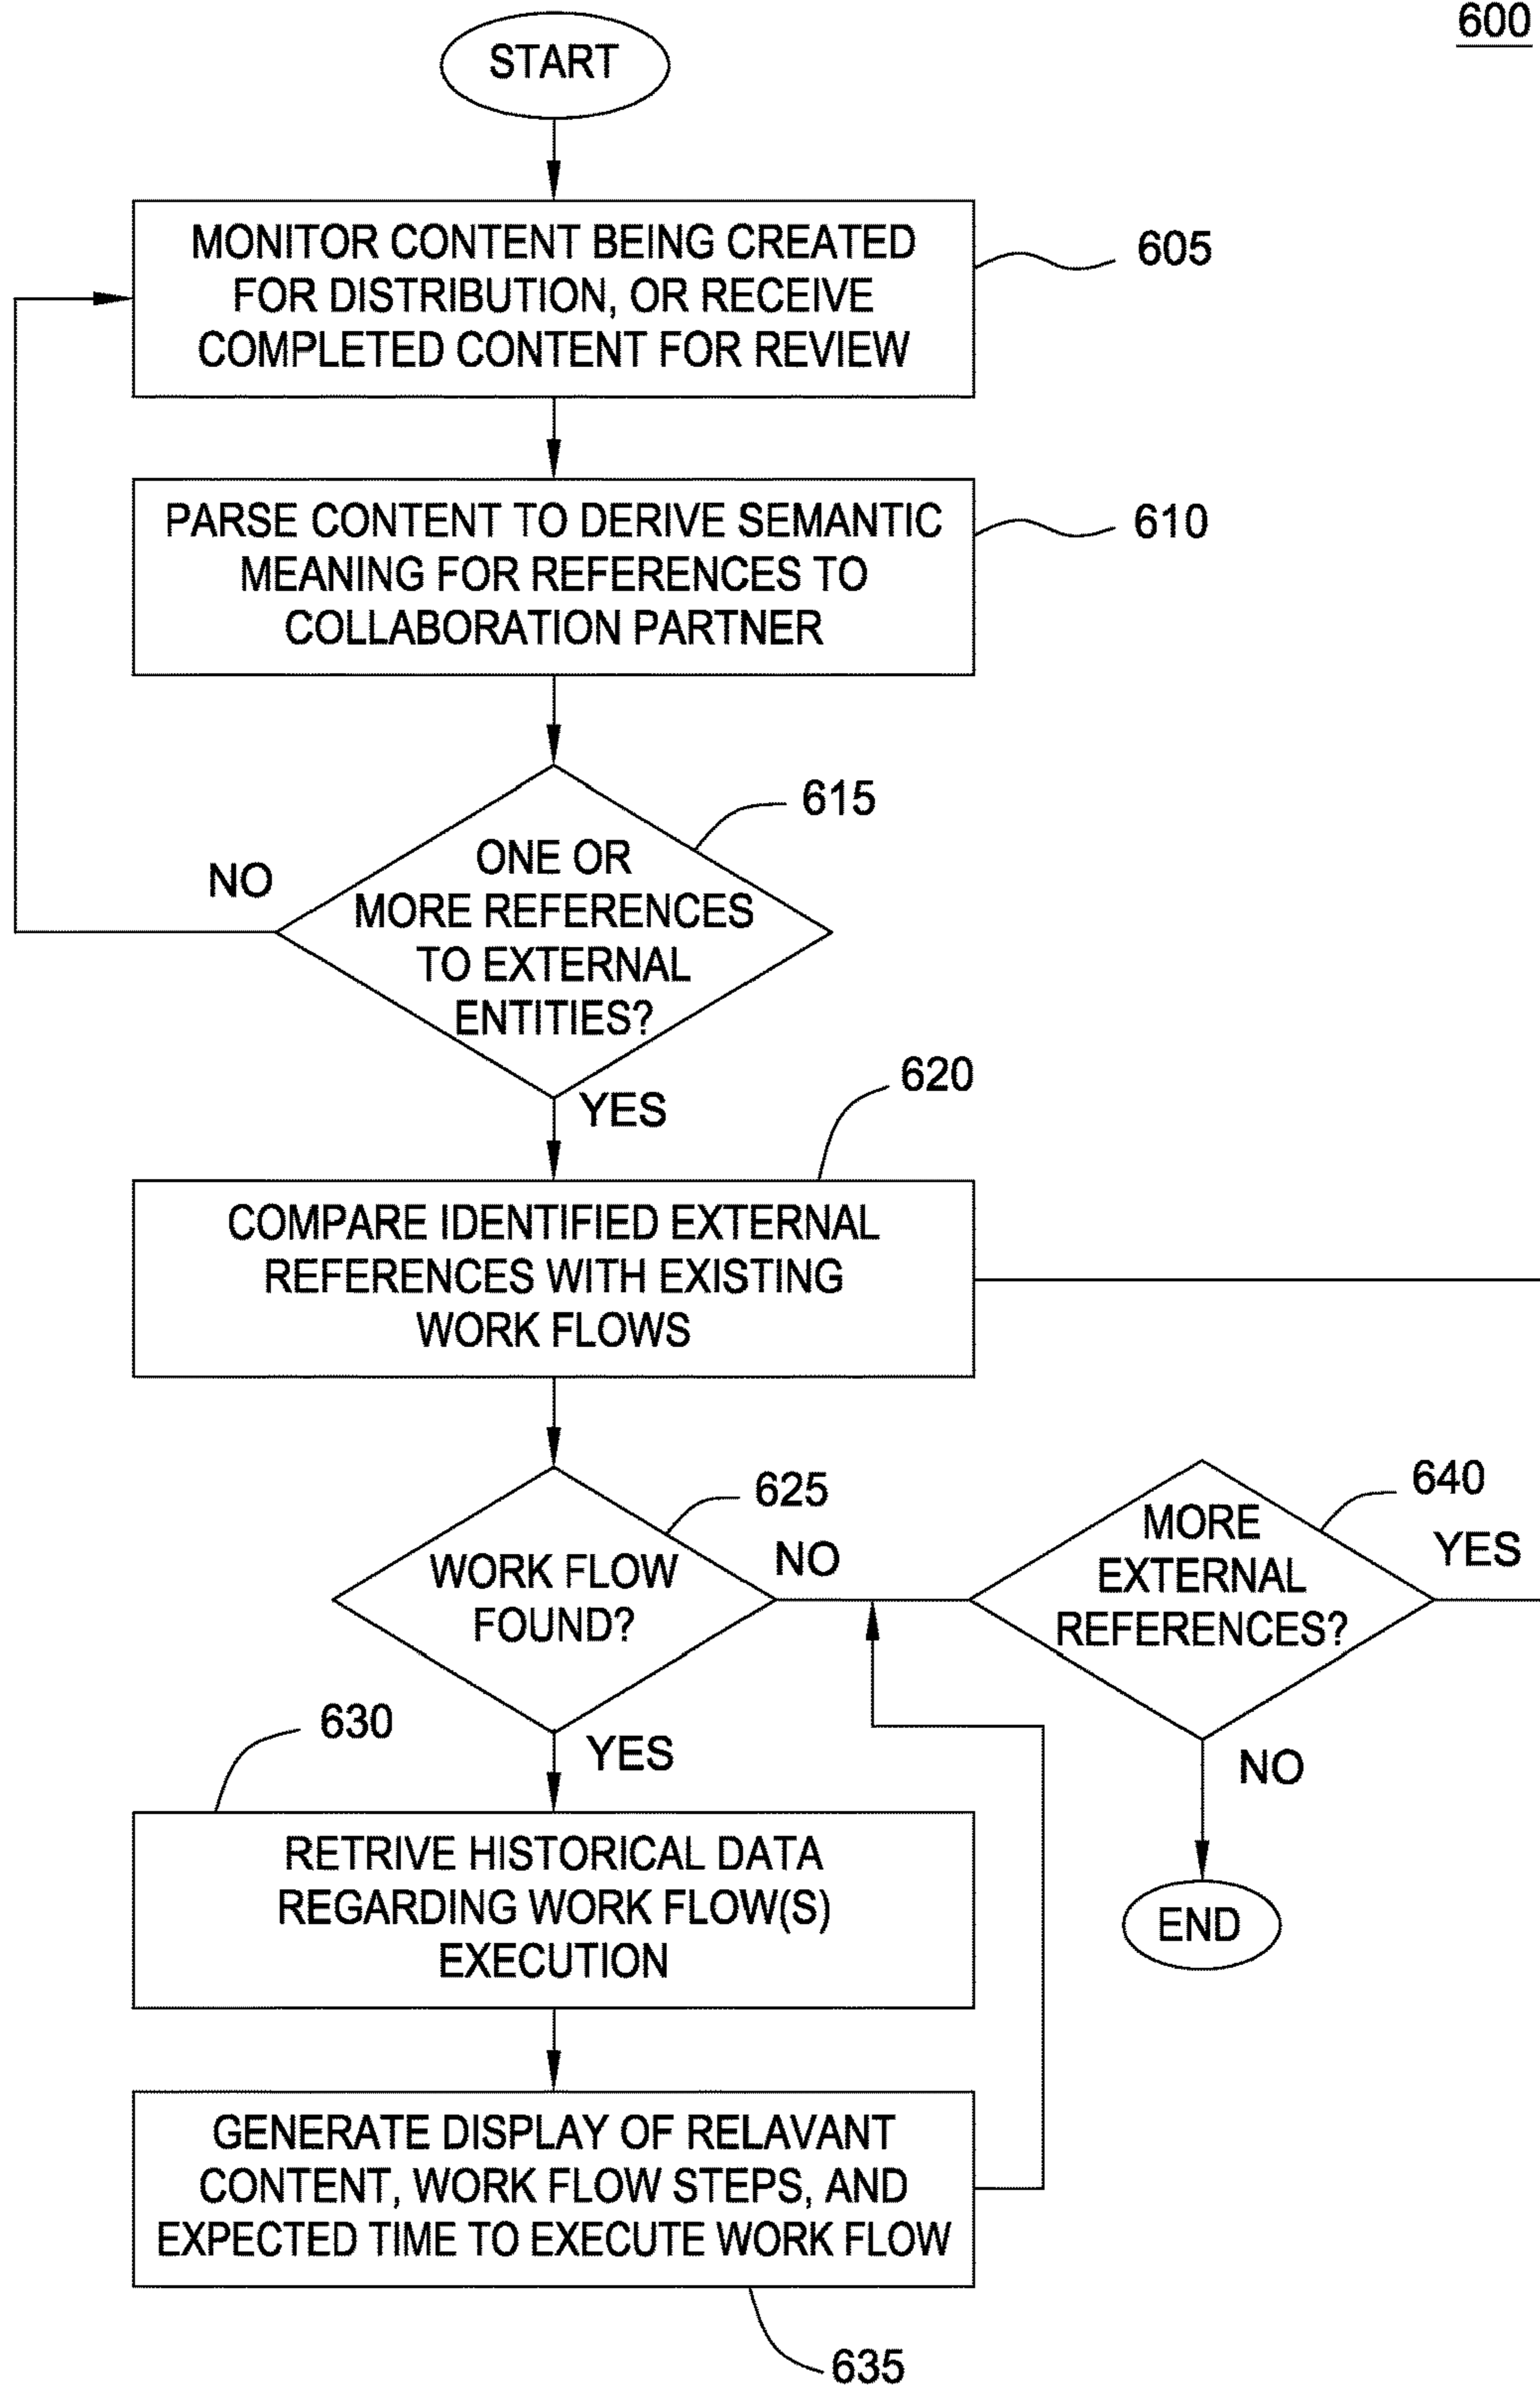 600
START
MONITOR CONTENT BEING CREATED
FOR DISTRIBUTION, OR RECEIVE
COMPLETED CONTENT FOR REVIEW
605
PARSE CONTENT TO DERIVE SEMANTIC
MEANING FOR REFERENCES TO
COLLABORATION PARTNER
610
615
ONE OR
MORE REFERENCES
TO EXTERNAL
ENTITIES?
NO
YES
620
COMPARE IDENTIFIED EXTERNAL
REFERENCES WITH EXISTING
WORK FLOWS
625
WORK FLOW
FOUND?
NO
640
MORE
EXTERNAL
REFERENCES?
YES
YES
NO
630
RETRIVE HISTORICAL DATA
REGARDING WORK FLOW(S)
EXECUTION
END
GENERATE DISPLAY OF RELAVANT
CONTENT, WORK FLOW STEPS, AND
EXPECTED TIME TO EXECUTE WORK FLOW
635